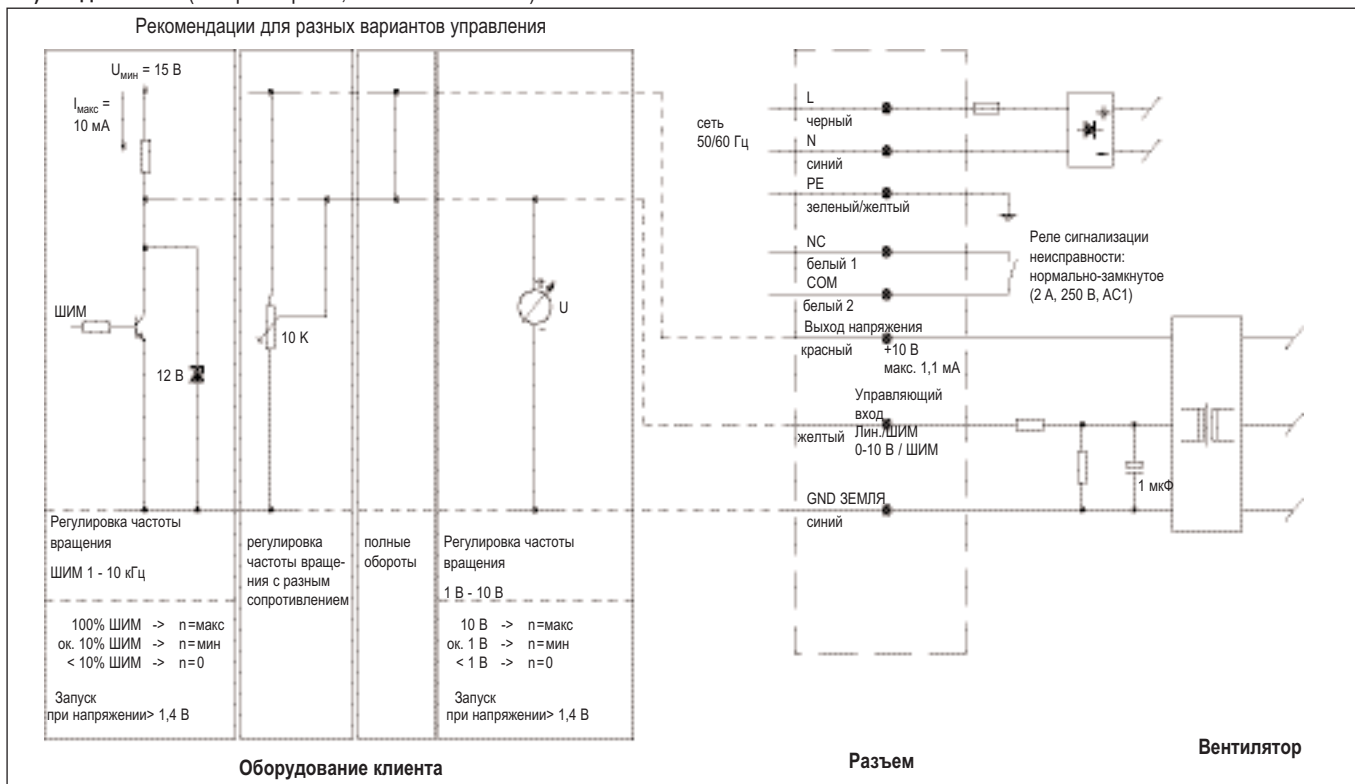 Рекомендации для разных вариантов управления
Uмин = 15 В
Iмакс =
10 мА
ШИМ
12 В
10 K
U
Регулировка частоты
вращения
ШИМ 1 - 10 кГц
100% ШИМ -> n=макс
ок. 10% ШИМ -> n=мин
< 10% ШИМ -> n=0
Запуск
при напряжении> 1,4 В
регулировка
частоты враще-
ния с разным
сопротивлением
полные
обороты
Регулировка частоты
вращения
1 В - 10 В
10 В -> n=макс
ок. 1 В -> n=мин
< 1 В -> n=0
Запуск
при напряжении> 1,4 В
Оборудование клиента
сеть
50/60 Гц
L
черный
N
синий
PE
зеленый/желтый
NC
белый 1
COM
белый 2
Выход напряжения
красный
+10 В
макс. 1,1 мА
Управляющий
вход
желтый
Лин./ШИМ
0-10 В / ШИМ
GND ЗЕМЛЯ
синий
Реле сигнализации
неисправности:
нормально-замкнутое
(2 А, 250 В, АС1)
1 мкФ
Разъем
Вентилятор